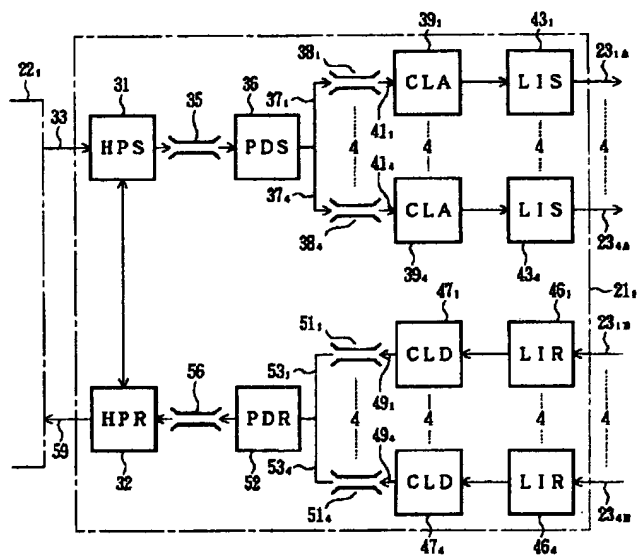 22₁
33
31
HPS
35
36
PDS
37₁
37₄
38₁
38₄
4
41₁
41₄
39₁
CLA
4
CLA
39₄
43₁
LIS
4
LIS
43₄
23₁A
4
23₄A
21₁
59
HPR
32
56
PDR
52
53₁
53₄
51₁
51₄
4
49₁
49₄
47₁
CLD
4
CLD
47₄
46₁
LIR
4
LIR
46₄
23₁B
4
23₄B